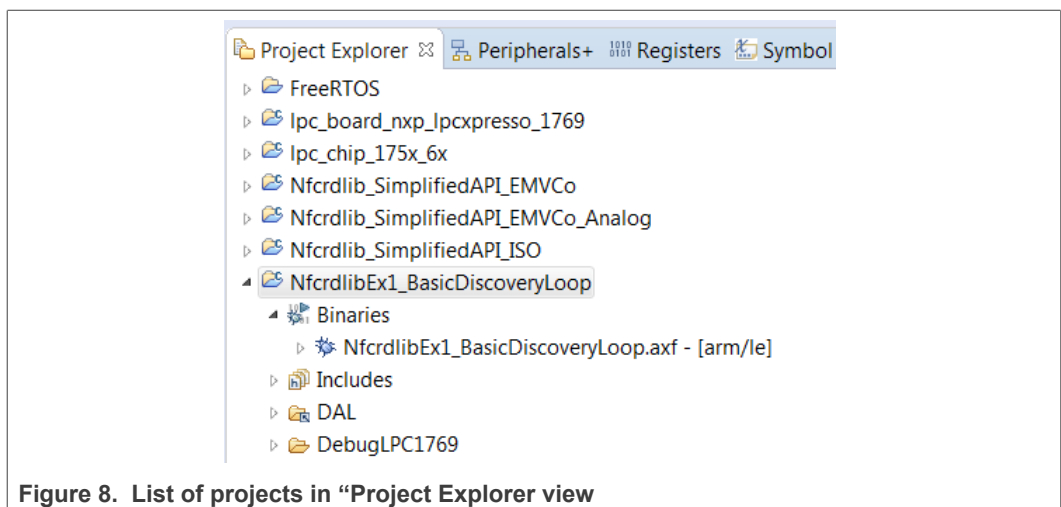 Project Explorer Peripherals+ Registers Symbol
FreeRTOS
lpc_board_nxp_lpcxpresso_1769
lpc_chip_175x_6x
Nfcrdlib_SimplifiedAPI_EMVCo
Nfcrdlib_SimplifiedAPI_EMVCo_Analog
Nfcrdlib_SimplifiedAPI_ISO
NfcrdlibEx1_BasicDiscoveryLoop
Binaries
NfcrdlibEx1_BasicDiscoveryLoop.axf - [arm/le]
Includes
DAL
DebugLPC1769
Figure 8. List of projects in “Project Explorer view